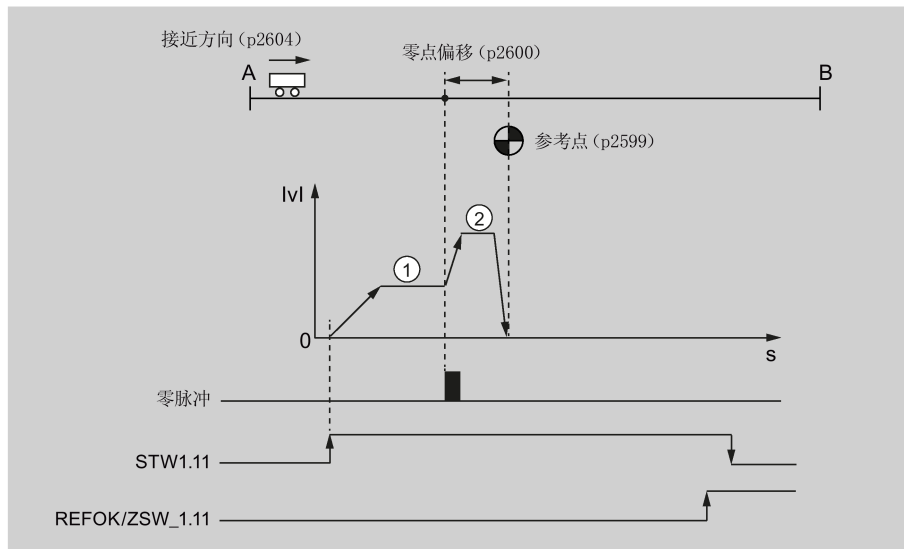 接近方向(p2604)
零点偏移(p2600)
A
B
参考点(p2599)
|v|
2
1
0
s
零脉冲
STW1.11
REFOK/ZSW_1.11